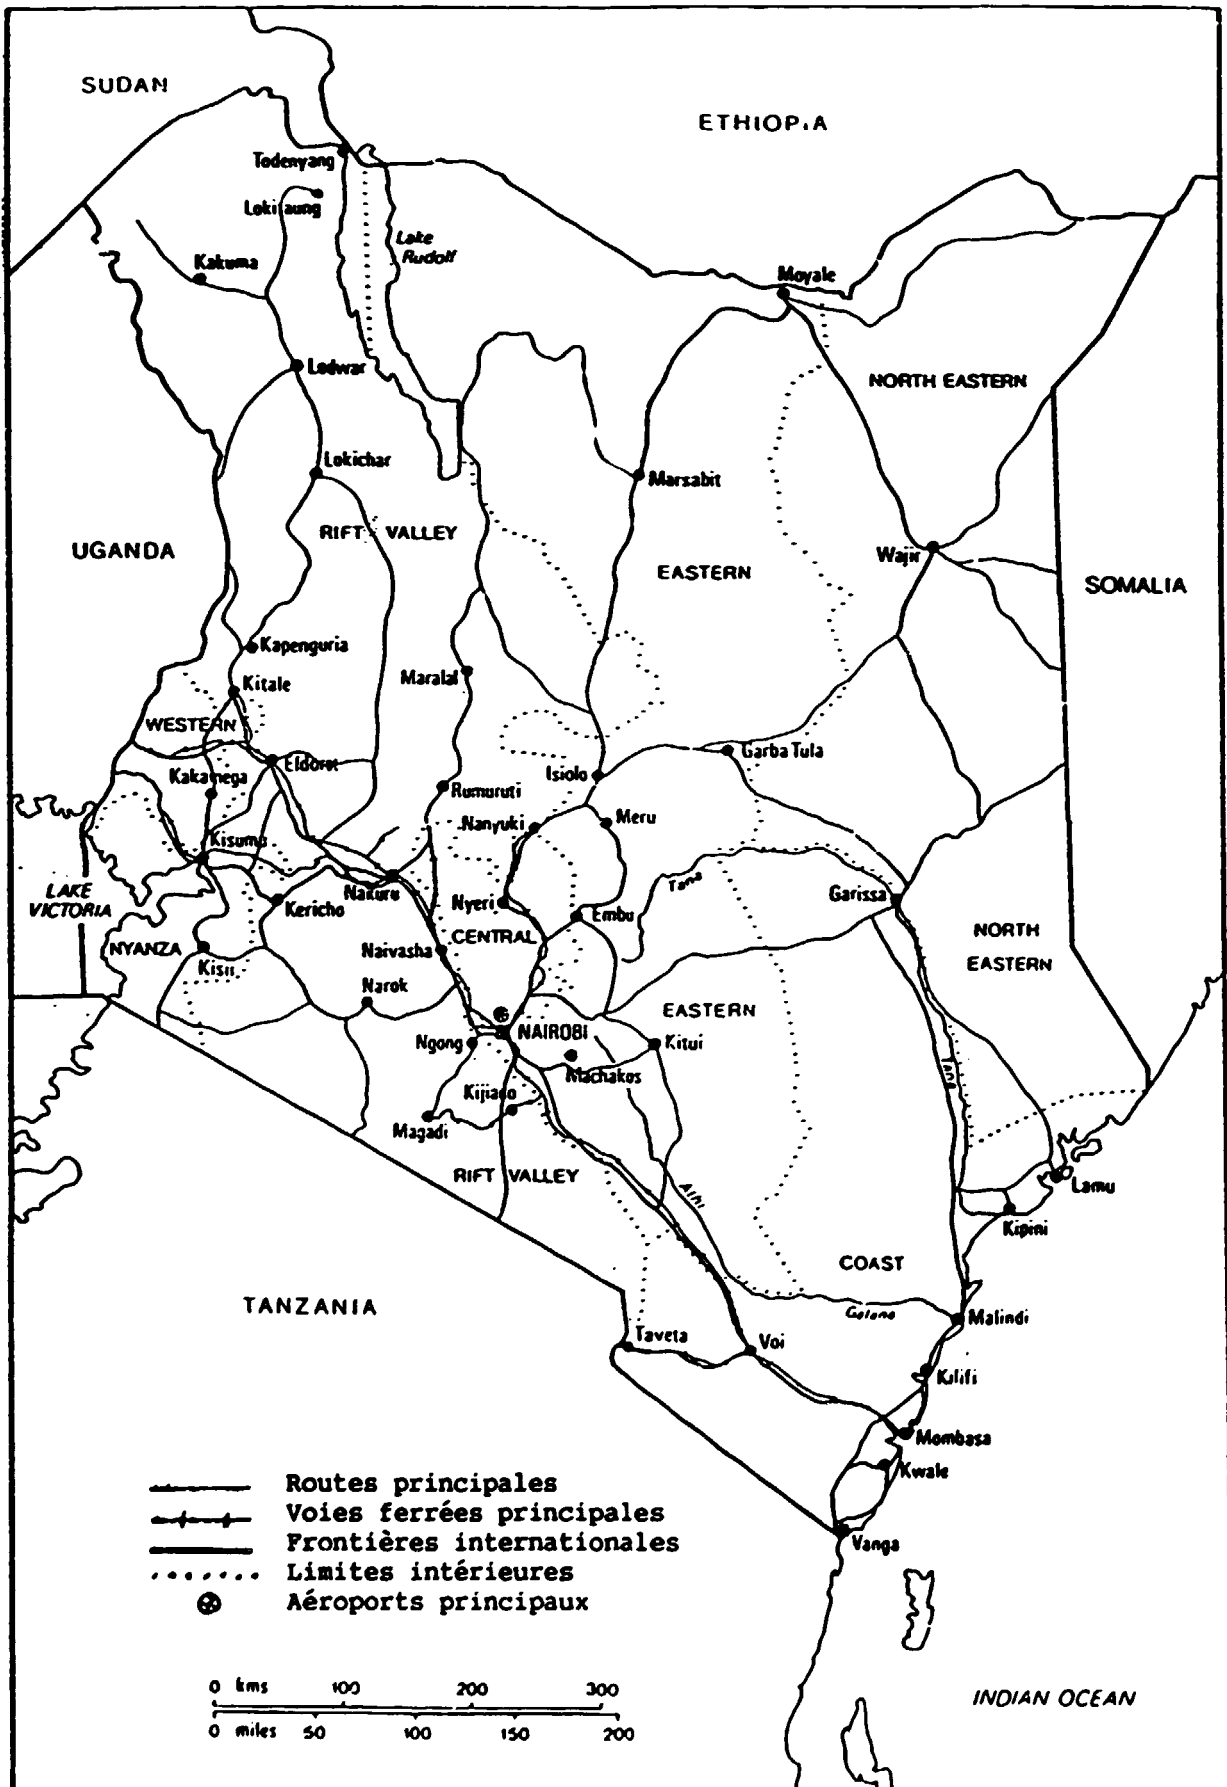 SUDAN
ETHIOPIA
Todenyang
Lokitaung
Lake
Rudolf
Kakuma
Moyale
Lodwar
NORTH EASTERN
Lokichar
Marsabit
RIFT VALLEY
UGANDA
Wajir
EASTERN
SOMALIA
Kapenguria
Maralal
Kitale
WESTERN
Garba Tula
Eldoret
Isiolo
Kakamega
Rumuruti
Nanyuki
Meru
Kisumu
Tana
LAKE
VICTORIA
Nakuru
Kericho
Nyeri
Garissa
Embu
NYANZA
CENTRAL
NORTH
EASTERN
Naivasha
Kisii
Narok
EASTERN
NAIROBI
Ngong
Kitui
Machakos
Tana
Kijiado
Magadi
RIFT VALLEY
Athi
Lamu
Kipini
COAST
TANZANIA
Galana
Malindi
Taveta
Voi
Kilifi
Mombasa
Kwale
Vanga
Routes principales
Voies ferrées principales
Frontières internationales
Limites intérieures
Aéroports principaux
0 kms 100 200 300
0 miles 50 100 150 200
INDIAN OCEAN